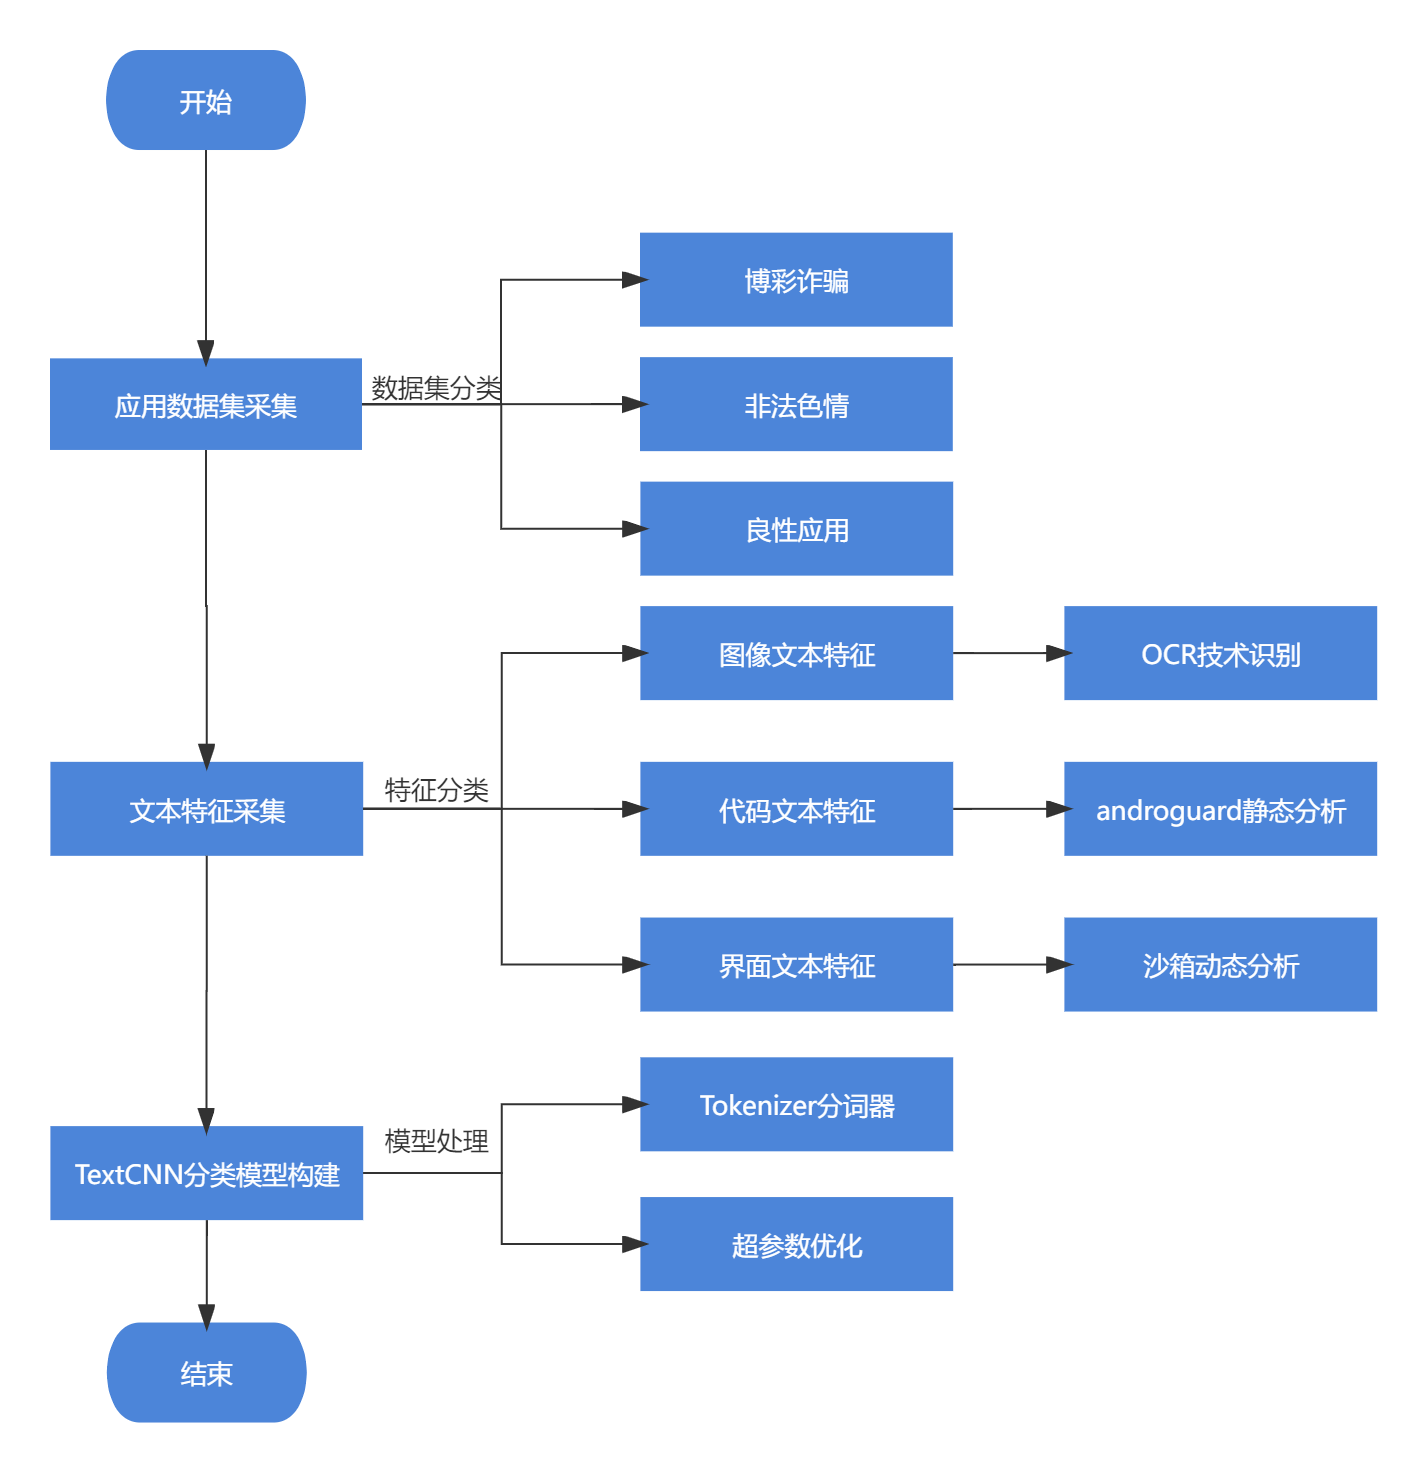 开始
博彩诈骗
数据集分类
应用数据集采集
非法色情
良性应用
图像文本特征
OCR技术识别
特征分类
文本特征采集
代码文本特征
androguard静态分析
界面文本特征
沙箱动态分析
Tokenizer分词器
模型处理
TextCNN分类模型构建
超参数优化
结束